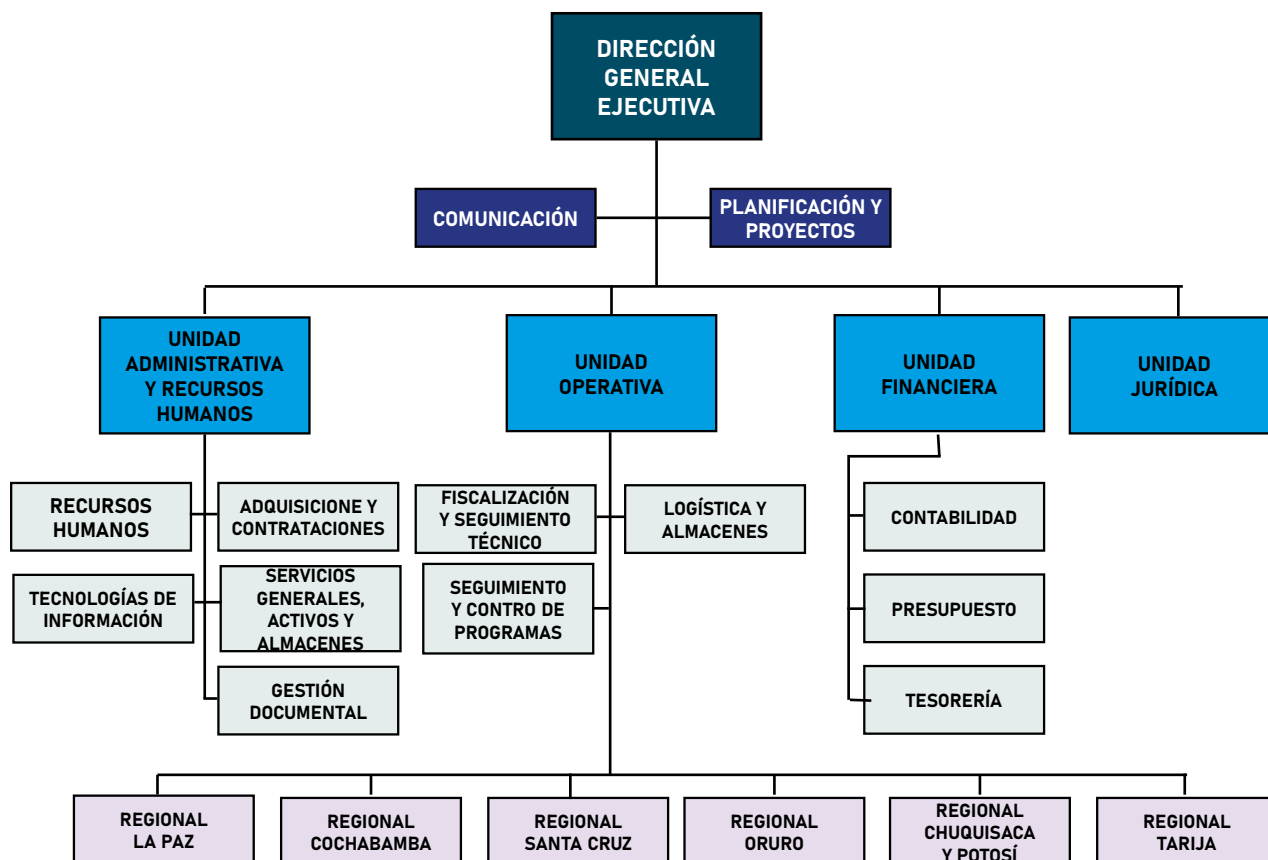 DIRECCIÓN
GENERAL
EJECUTIVA
COMUNICACIÓN
PLANIFICACIÓN Y
PROYECTOS
UNIDAD
ADMINISTRATIVA
Y RECURSOS
HUMANOS
UNIDAD
OPERATIVA
UNIDAD
FINANCIERA
UNIDAD
JURÍDICA
RECURSOS
HUMANOS
ADQUISICIONE Y
CONTRATACIONES
TECNOLOGÍAS DE
INFORMACIÓN
SERVICIOS
GENERALES,
ACTIVOS Y
ALMACENES
GESTIÓN
DOCUMENTAL
FISCALIZACIÓN
Y SEGUIMIENTO
TÉCNICO
LOGÍSTICA Y
ALMACENES
SEGUIMIENTO
Y CONTRO DE
PROGRAMAS
CONTABILIDAD
PRESUPUESTO
TESORERÍA
REGIONAL
LA PAZ
REGIONAL
COCHABAMBA
REGIONAL
SANTA CRUZ
REGIONAL
ORURO
REGIONAL
CHUQUISACA
Y POTOSÍ
REGIONAL
TARIJA